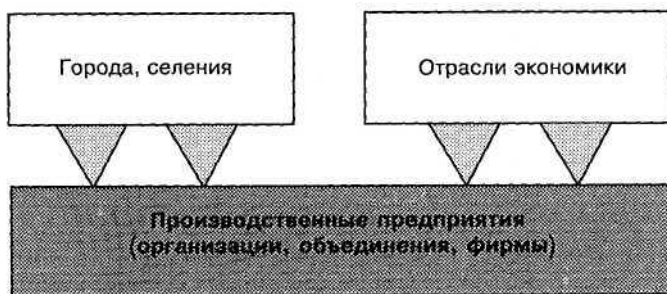 Города, селения
Отрасли экономики
Производственные предприятия
(организации, объединения, фирмы)